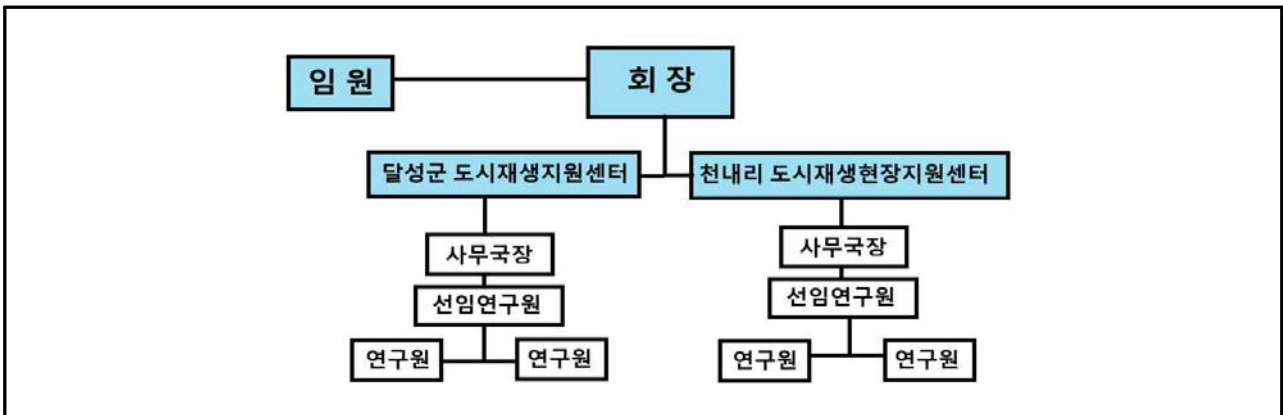 임 원
회 장
달성군 도시재생지원센터
천내리 도시재생현장지원센터
사무국장
사무국장
선임연구원
선임연구원
연구원
연구원
연구원
연구원